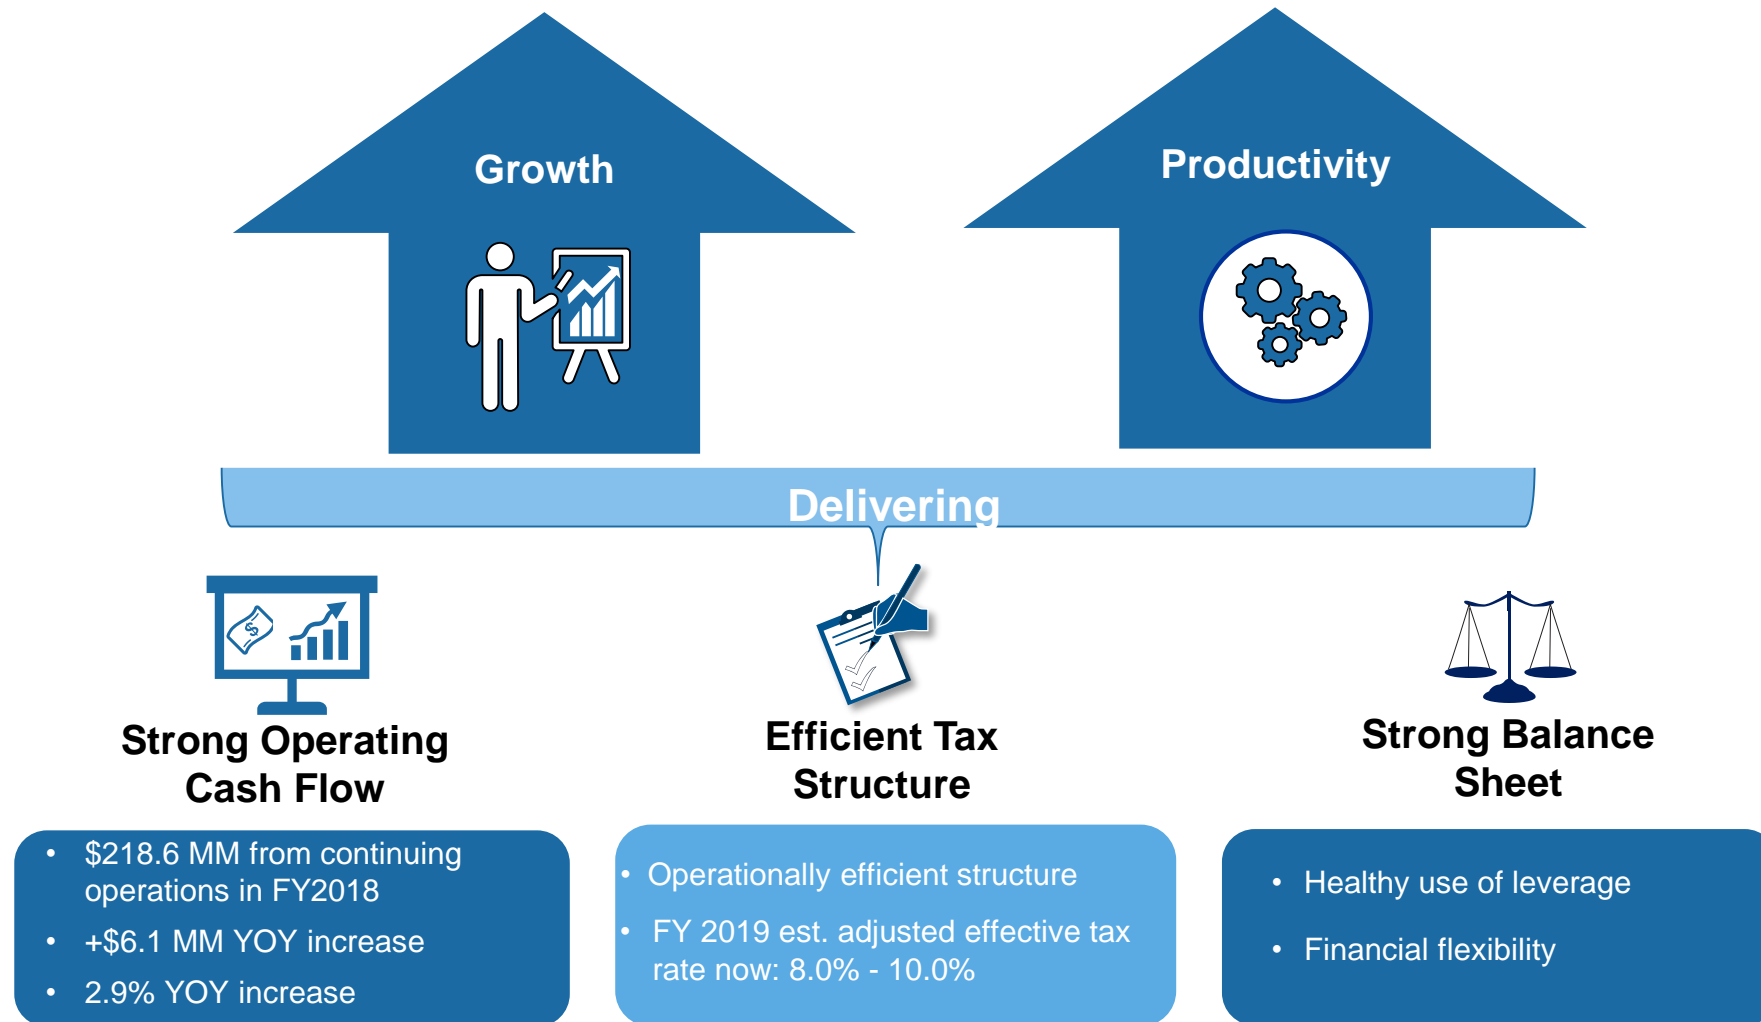 Growth
Productivity
Delivering
$
Strong Operating
Cash Flow
• $218.6 MM from continuing
operations in FY2018
• +$6.1 MM YOY increase
• 2.9% YOY increase
Efficient Tax
Structure
• Operationally efficient structure
• FY 2019 est. adjusted effective tax
rate now: 8.0% - 10.0%
Strong Balance
Sheet
• Healthy use of leverage
• Financial flexibility